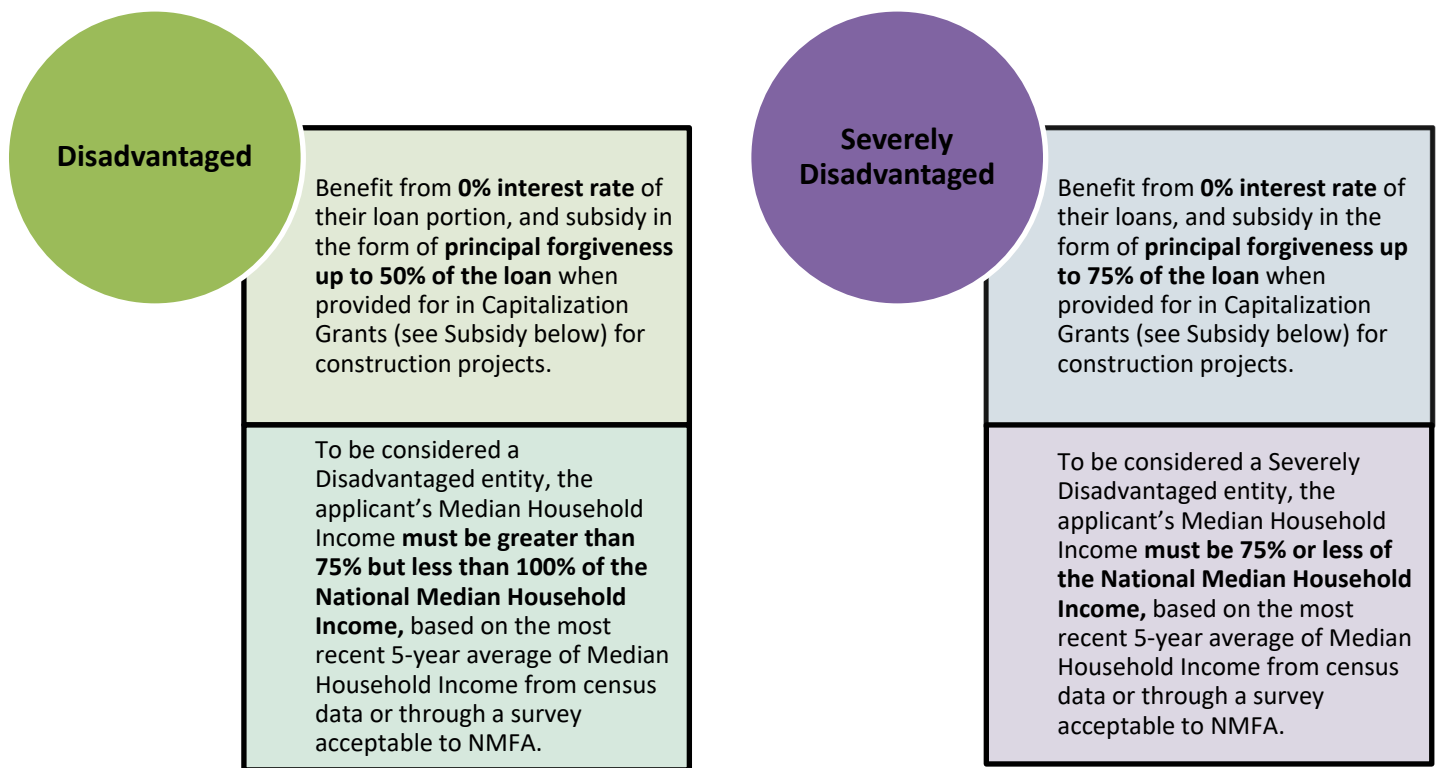 Disadvantaged
Benefit from 0% interest rate of
their loan portion, and subsidy in
the form of principal forgiveness
up to 50% of the loan when
provided for in Capitalization
Grants (see Subsidy below) for
construction projects.
To be considered a
Disadvantaged entity, the
applicant’s Median Household
Income must be greater than
75% but less than 100% of the
National Median Household
Income, based on the most
recent 5-year average of Median
Household Income from census
data or through a survey
acceptable to NMFA.
Severely
Disadvantaged
Benefit from 0% interest rate of
their loans, and subsidy in the
form of principal forgiveness up
to 75% of the loan when
provided for in Capitalization
Grants (see Subsidy below) for
construction projects.
To be considered a Severely
Disadvantaged entity, the
applicant’s Median Household
Income must be 75% or less of
the National Median Household
Income, based on the most
recent 5-year average of Median
Household Income from census
data or through a survey
acceptable to NMFA.